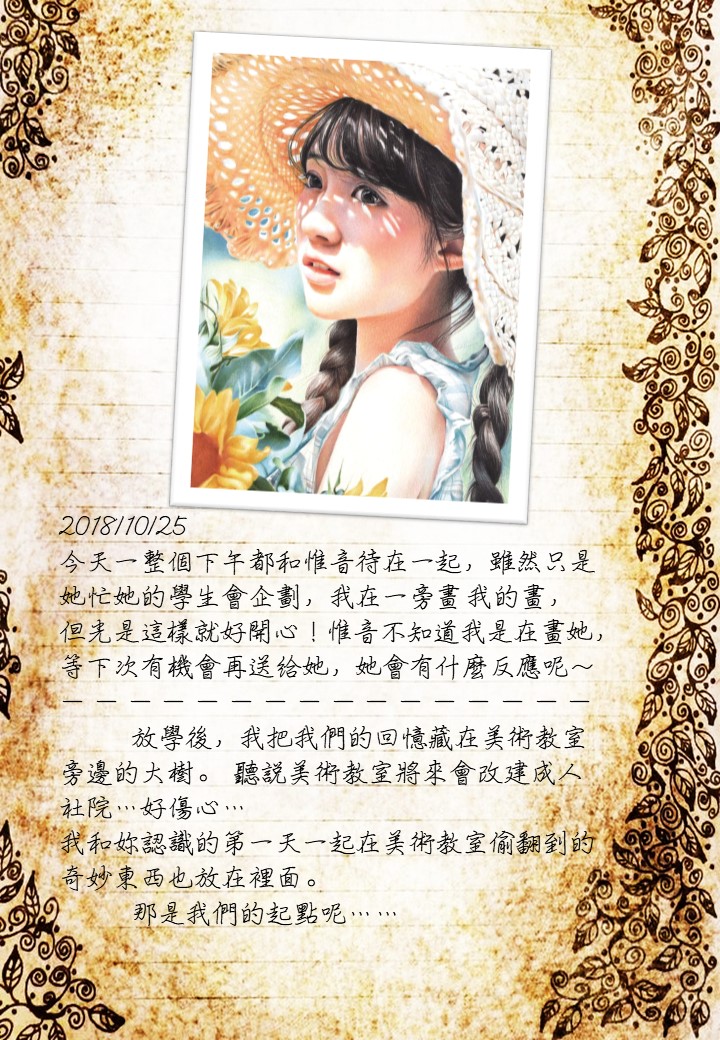 2018/10/25
今天一整個下午都和惟音待在一起，雖然只是
她忙她的學生會企劃，我在一旁畫我的畫，
但光是這樣就好開心！惟音不知道我是在畫她，
等下次有機會再送給她，她會有什麼反應呢～
－－－－－－－－－－－－－－－－
放學後，我把我們的回憶藏在美術教室
旁邊的大樹。 聽說美術教室將來會改建成人
社院…好傷心…
我和妳認識的第一天一起在美術教室偷翻到的
奇妙東西也放在裡面。
那是我們的起點呢……